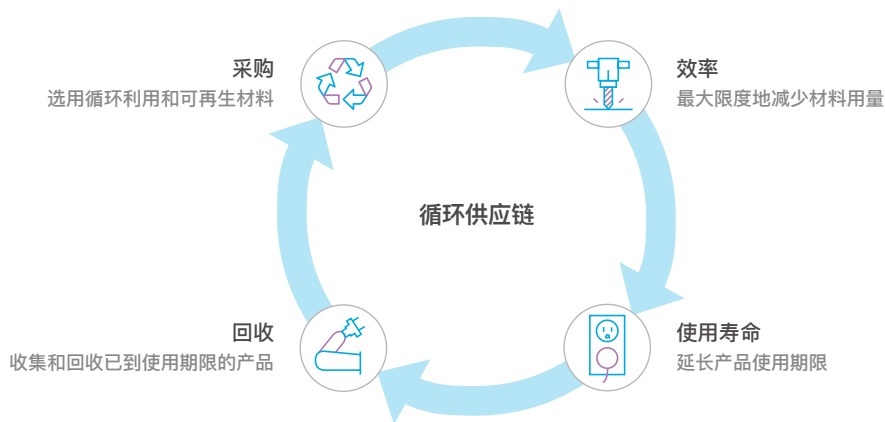 采购
选用循环利用和可再生材料
效率
最大限度地减少材料用量
循环供应链
回收
收集和回收已到使用期限的产品
使用寿命
延长产品使用期限